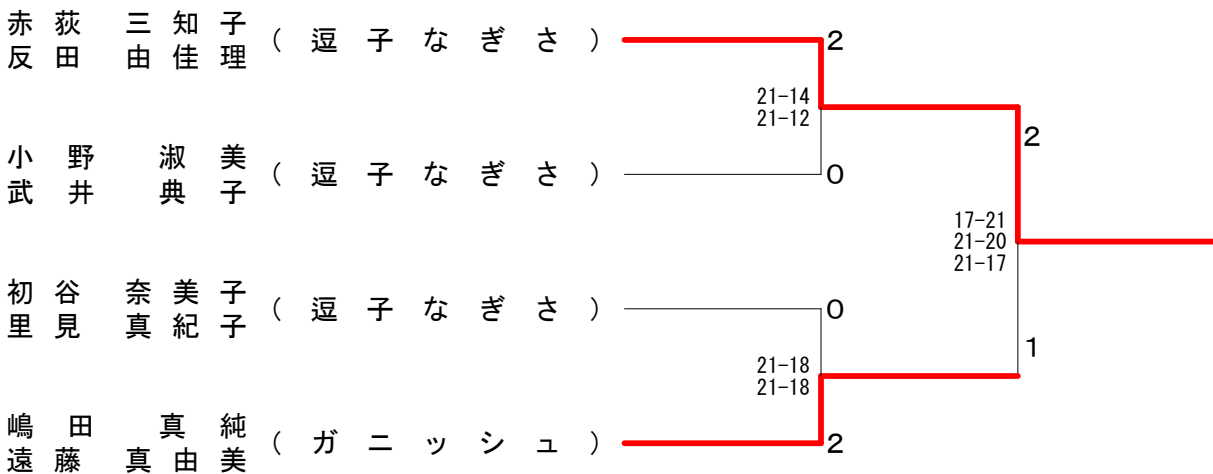 赤荻 三知子
反田 由佳理
(逗子なぎさ)
2
21-14
21-12
小野 淑美
武井 典子
(逗子なぎさ)
0
2
17-21
21-20
21-17
初谷 奈美子
里見 真紀子
(逗子なぎさ)
0
1
21-18
21-18
嶋田 真純
遠藤 真由美
(ガニッシュ)
2